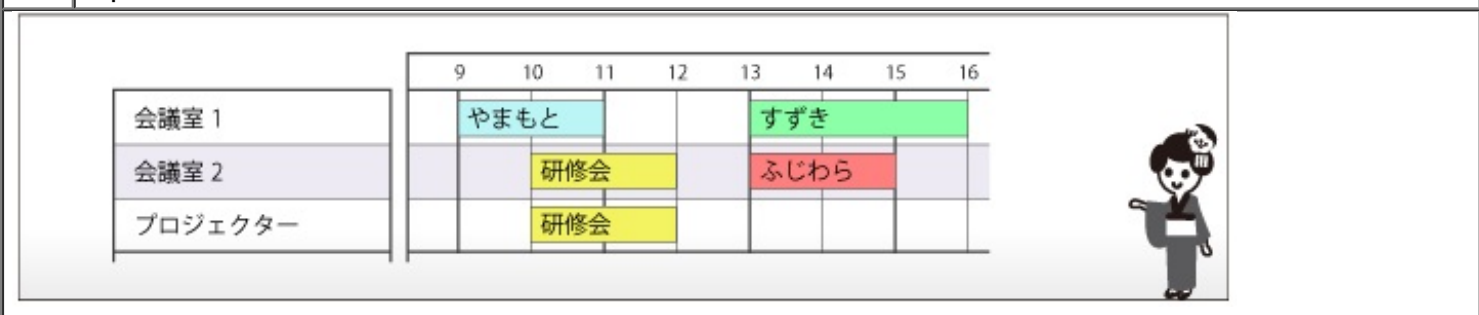 9 10 11 12 13 14 15 16
会議室 1 やまもと すずき
会議室 2 研修会 ふじわら
プロジェクター 研修会